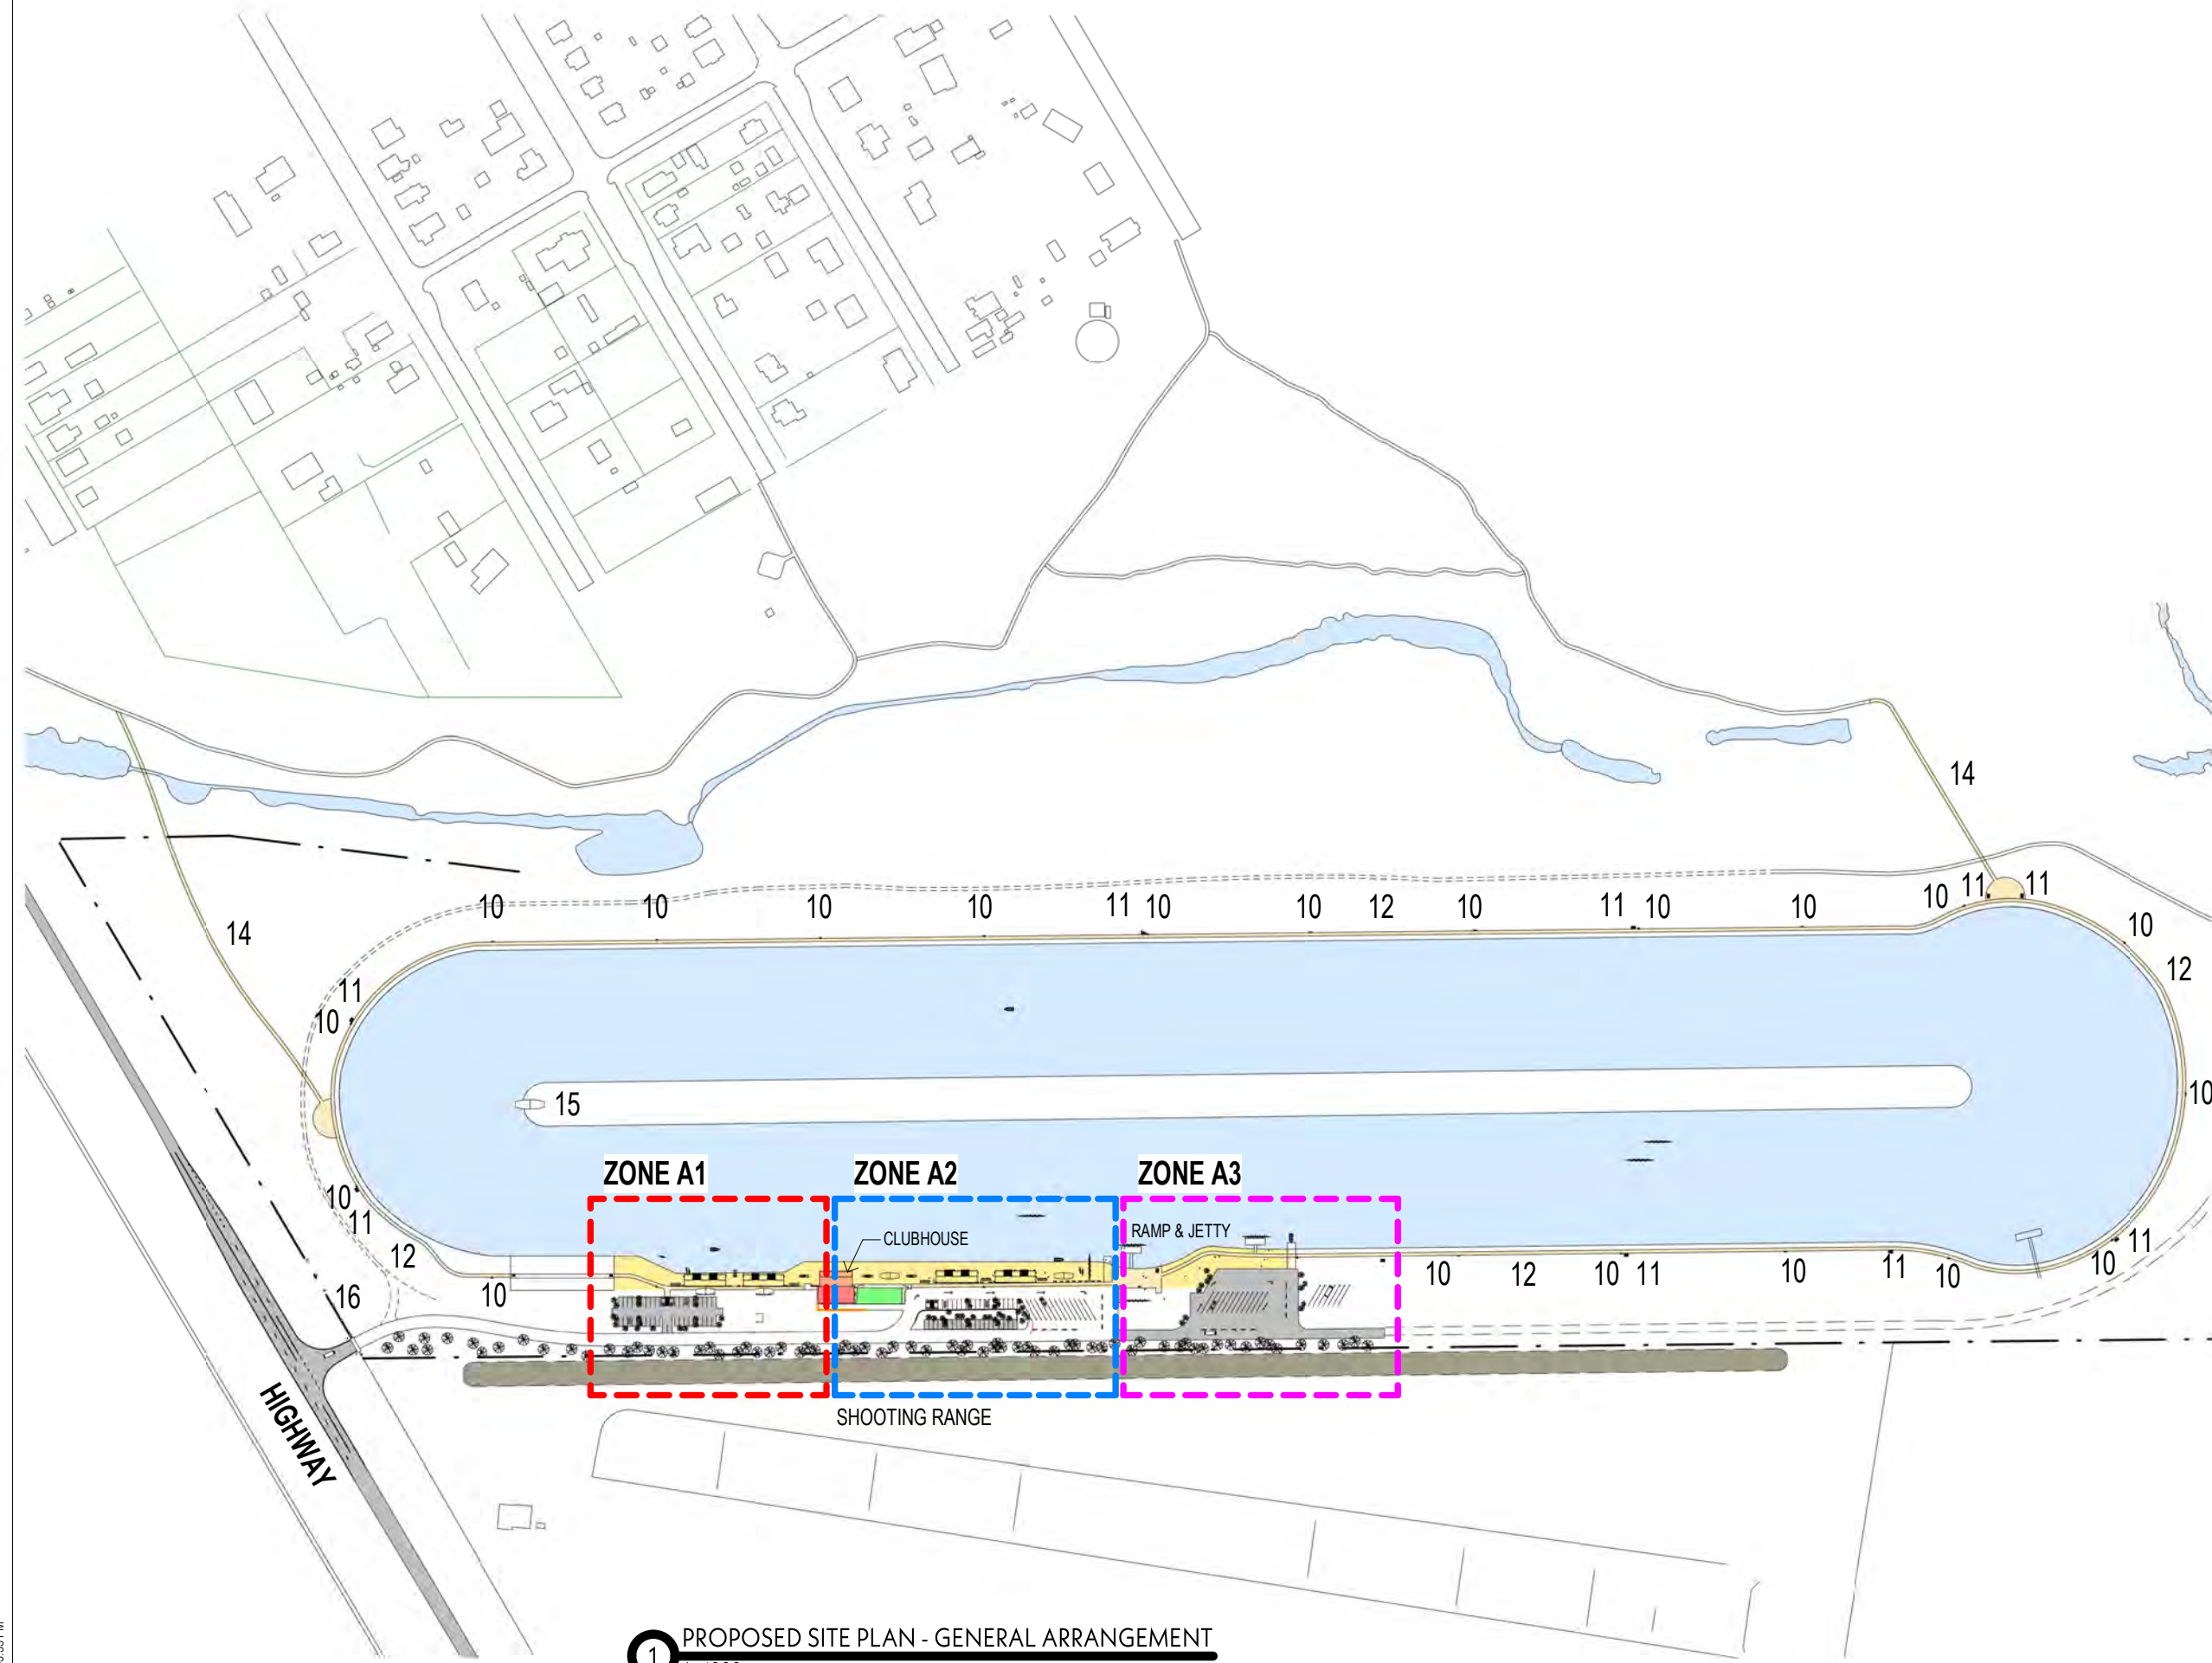 14
10 10 10 10 11 10 10 12 10 11 10 10 10 11 11
10
14
12
11
10
10
15
ZONE A1 ZONE A2 ZONE A3
10
11
RAMP & JETTY
CLUBHOUSE
12
11
10
10 12 10 11 10 11 10
16
10
HIGHWAY
SHOOTING RANGE
1 PROPOSED SITE PLAN - GENERAL ARRANGEMENT